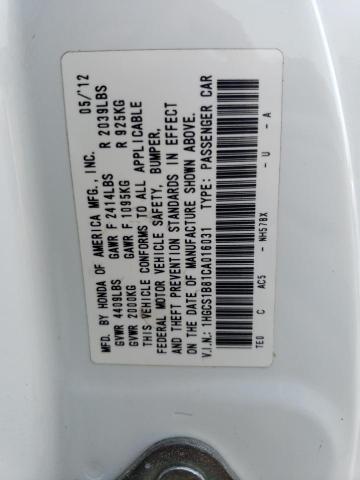 MFD. BY HONDA OF AMERICA MFG., INC. 05/12
GVWR 4409LBS GAWR F 2414LBS R 2039LBS
GVWR 2000KG GAWR F 1095KG R 925KG
THIS VEHICLE CONFORMS TO ALL APPLICABLE
FEDERAL MOTOR VEHICLE SAFETY, BUMPER,
AND THEFT PREVENTION STANDARDS IN EFFECT
ON THE DATE OF MANUFACTURE SHOWN ABOVE.
V.I.N.: 1HGCS1B81CA016031 TYPE: PASSENGER CAR
TE0 C AC5 - NH578X - U - A